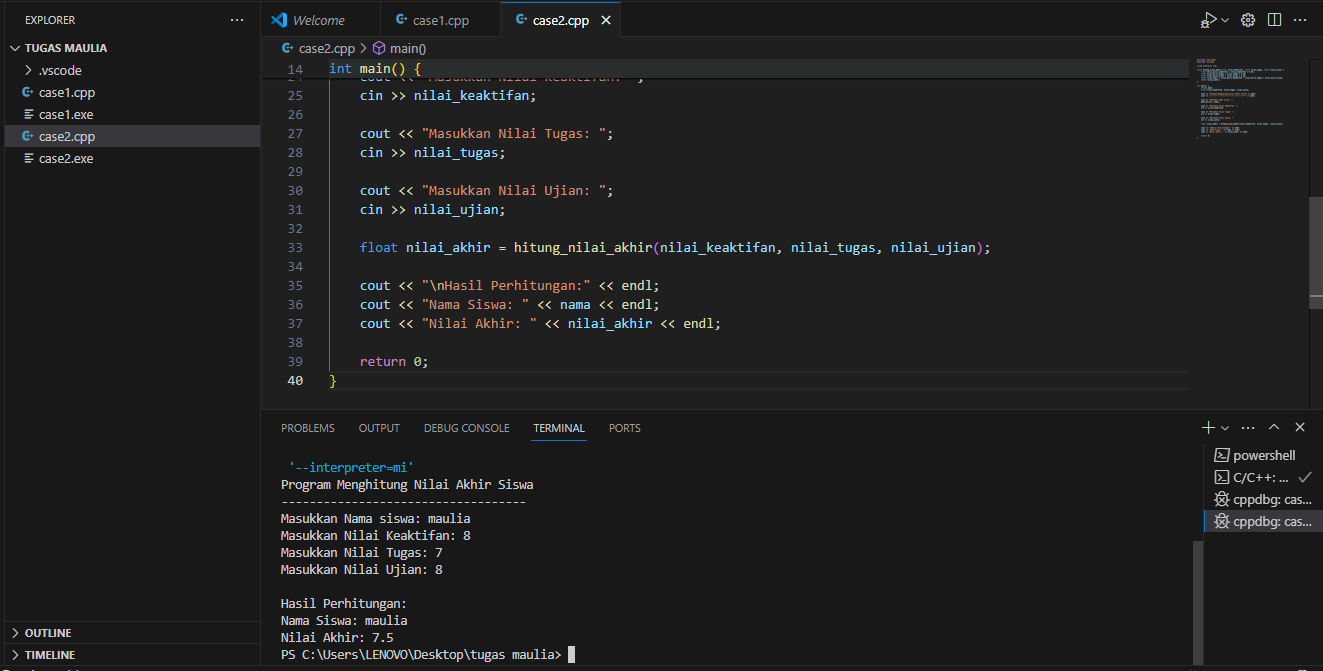 EXPLORER
TUGAS MAULIA
.vscode
case1.cpp
case1.exe
case2.cpp
case2.exe
OUTLINE
TIMELINE
Welcome
case1.cpp
case2.cpp
case2.cpp > main()
14 int main() {
25 cin >> nilai_keaktifan;
26
27 cout << "Masukkan Nilai Tugas: ";
28 cin >> nilai_tugas;
29
30 cout << "Masukkan Nilai Ujian: ";
31 cin >> nilai_ujian;
32
33 float nilai_akhir = hitung_nilai_akhir(nilai_keaktifan, nilai_tugas, nilai_ujian);
34
35 cout << "\nHasil Perhitungan:" << endl;
36 cout << "Nama Siswa: " << nama << endl;
37 cout << "Nilai Akhir: " << nilai_akhir << endl;
38
39 return 0;
40 }
PROBLEMS OUTPUT DEBUG CONSOLE TERMINAL PORTS
'--interpreter=mi'
Program Menghitung Nilai Akhir Siswa
-----------------------------------
Masukkan Nama siswa: maulia
Masukkan Nilai Keaktifan: 8
Masukkan Nilai Tugas: 7
Masukkan Nilai Ujian: 8
Hasil Perhitungan:
Nama Siswa: maulia
Nilai Akhir: 7.5
PS C:\Users\LENOVO\Desktop\tugas maulia>
powershell
C/C++: ...
cppdbg: cas...
cppdbg: cas...